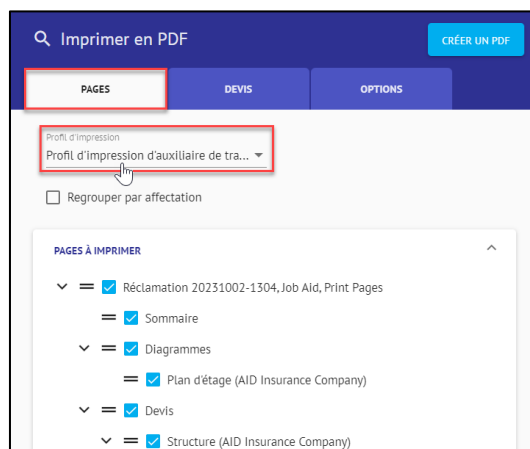 Imprimer en PDF
CRÉER UN PDF
PAGES DEVIS OPTIONS
Profil d'impression
Profil d'impression d'auxiliaire de tra...
Regrouper par affectation
PAGES À IMPRIMER
Réclamation 20231002-1304, Job Aid, Print Pages
Sommaire
Diagrammes
Plan d'étage (AID Insurance Company)
Devis
Structure (AID Insurance Company)